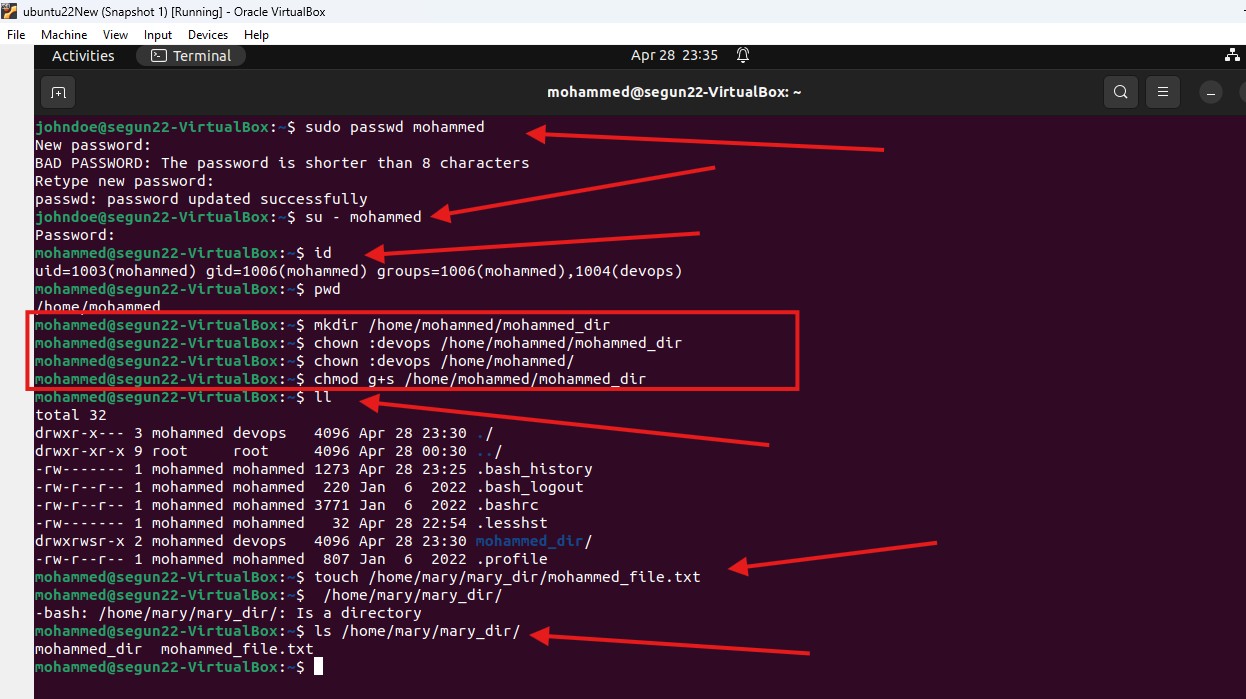 ubuntu22New (Snapshot 1) [Running] - Oracle VirtualBox
File Machine View Input Devices Help
Activities Terminal Apr 28 23:35
mohammed@segun22-VirtualBox: ~
johndoe@segun22-VirtualBox:~$ sudo passwd mohammed
New password:
BAD PASSWORD: The password is shorter than 8 characters
Retype new password:
passwd: password updated successfully
johndoe@segun22-VirtualBox:~$ su - mohammed
Password:
mohammed@segun22-VirtualBox:~$ id
uid=1003(mohammed) gid=1006(mohammed) groups=1006(mohammed),1004(devops)
mohammed@segun22-VirtualBox:~$ pwd
/home/mohammed
mohammed@segun22-VirtualBox:~$ mkdir /home/mohammed/mohammed_dir
mohammed@segun22-VirtualBox:~$ chown :devops /home/mohammed/mohammed_dir
mohammed@segun22-VirtualBox:~$ chown :devops /home/mohammed/
mohammed@segun22-VirtualBox:~$ chmod g+s /home/mohammed/mohammed_dir
mohammed@segun22-VirtualBox:~$ ll
total 32
drwxr-x--- 3 mohammed devops   4096 Apr 28 23:30 ./
drwxr-xr-x 9 root     root     4096 Apr 28 00:30 ../
-rw------- 1 mohammed mohammed 1273 Apr 28 23:25 .bash_history
-rw-r--r-- 1 mohammed mohammed  220 Jan  6  2022 .bash_logout
-rw-r--r-- 1 mohammed mohammed 3771 Jan  6  2022 .bashrc
-rw------- 1 mohammed mohammed   32 Apr 28 22:54 .lesshst
drwxrwsr-x 2 mohammed devops   4096 Apr 28 23:30 mohammed_dir/
-rw-r--r-- 1 mohammed mohammed  807 Jan  6  2022 .profile
mohammed@segun22-VirtualBox:~$ touch /home/mary/mary_dir/mohammed_file.txt
mohammed@segun22-VirtualBox:~$  /home/mary/mary_dir/
-bash: /home/mary/mary_dir/: Is a directory
mohammed@segun22-VirtualBox:~$ ls /home/mary/mary_dir/
mohammed_dir  mohammed_file.txt
mohammed@segun22-VirtualBox:~$